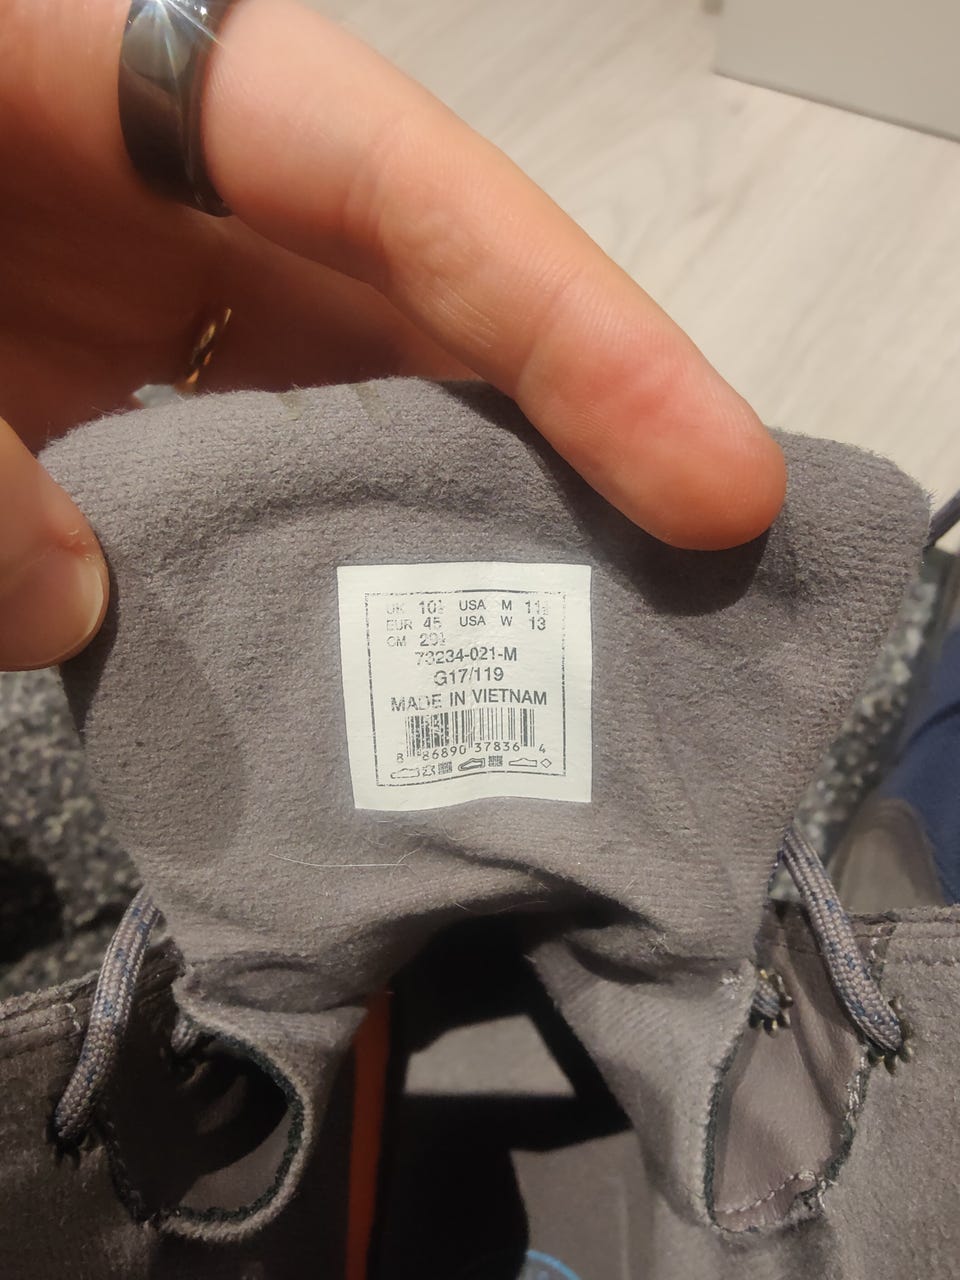 UK 10½ USA M 11½
EUR 45 USA W 13
CM 29½
73234-021-M
G17/119
MADE IN VIETNAM
8 86890 37836 4